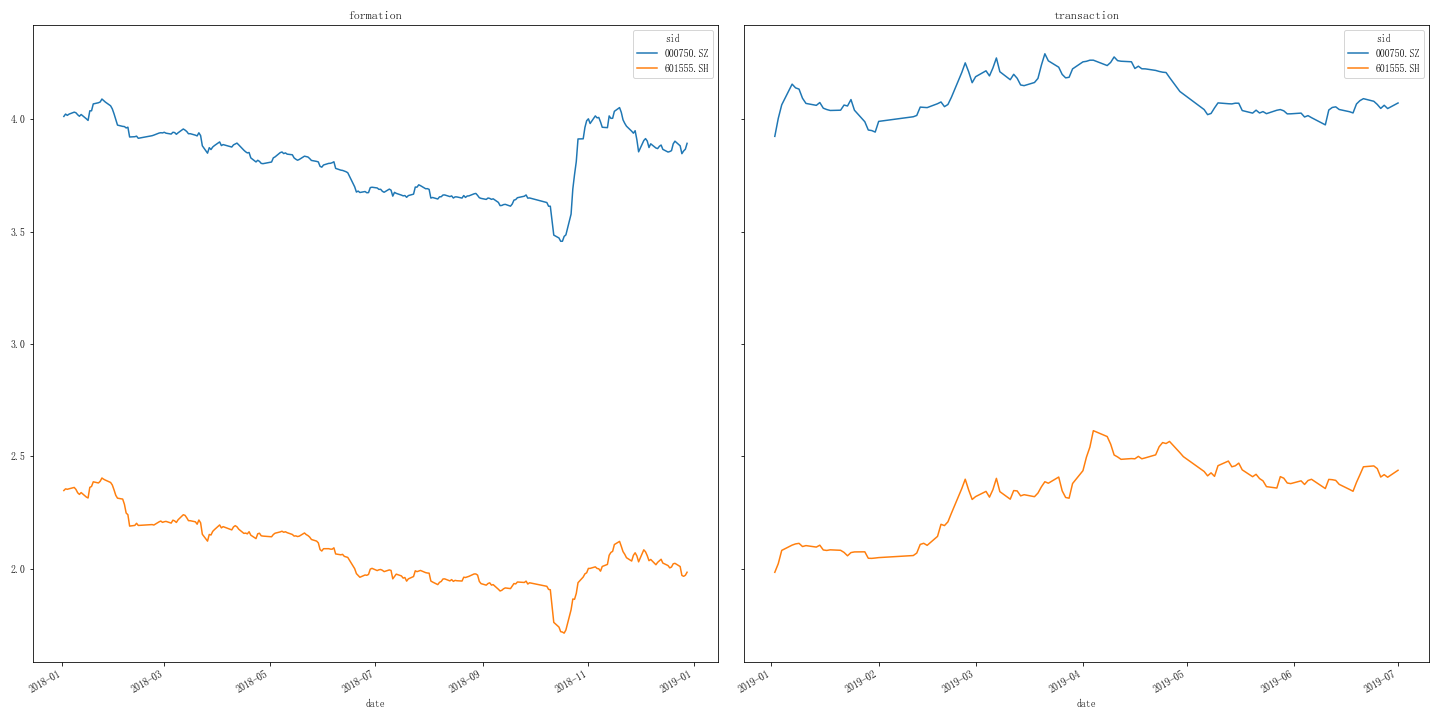 formation
sid
000750.SZ
601555.SH
4.0
3.5
3.0
2.5
2.0
2018-01
2018-03
2018-05
2018-07
2018-09
2018-11
2019-01
date
transaction
sid
000750.SZ
601555.SH
2019-01
2019-02
2019-03
2019-04
2019-05
2019-06
2019-07
date